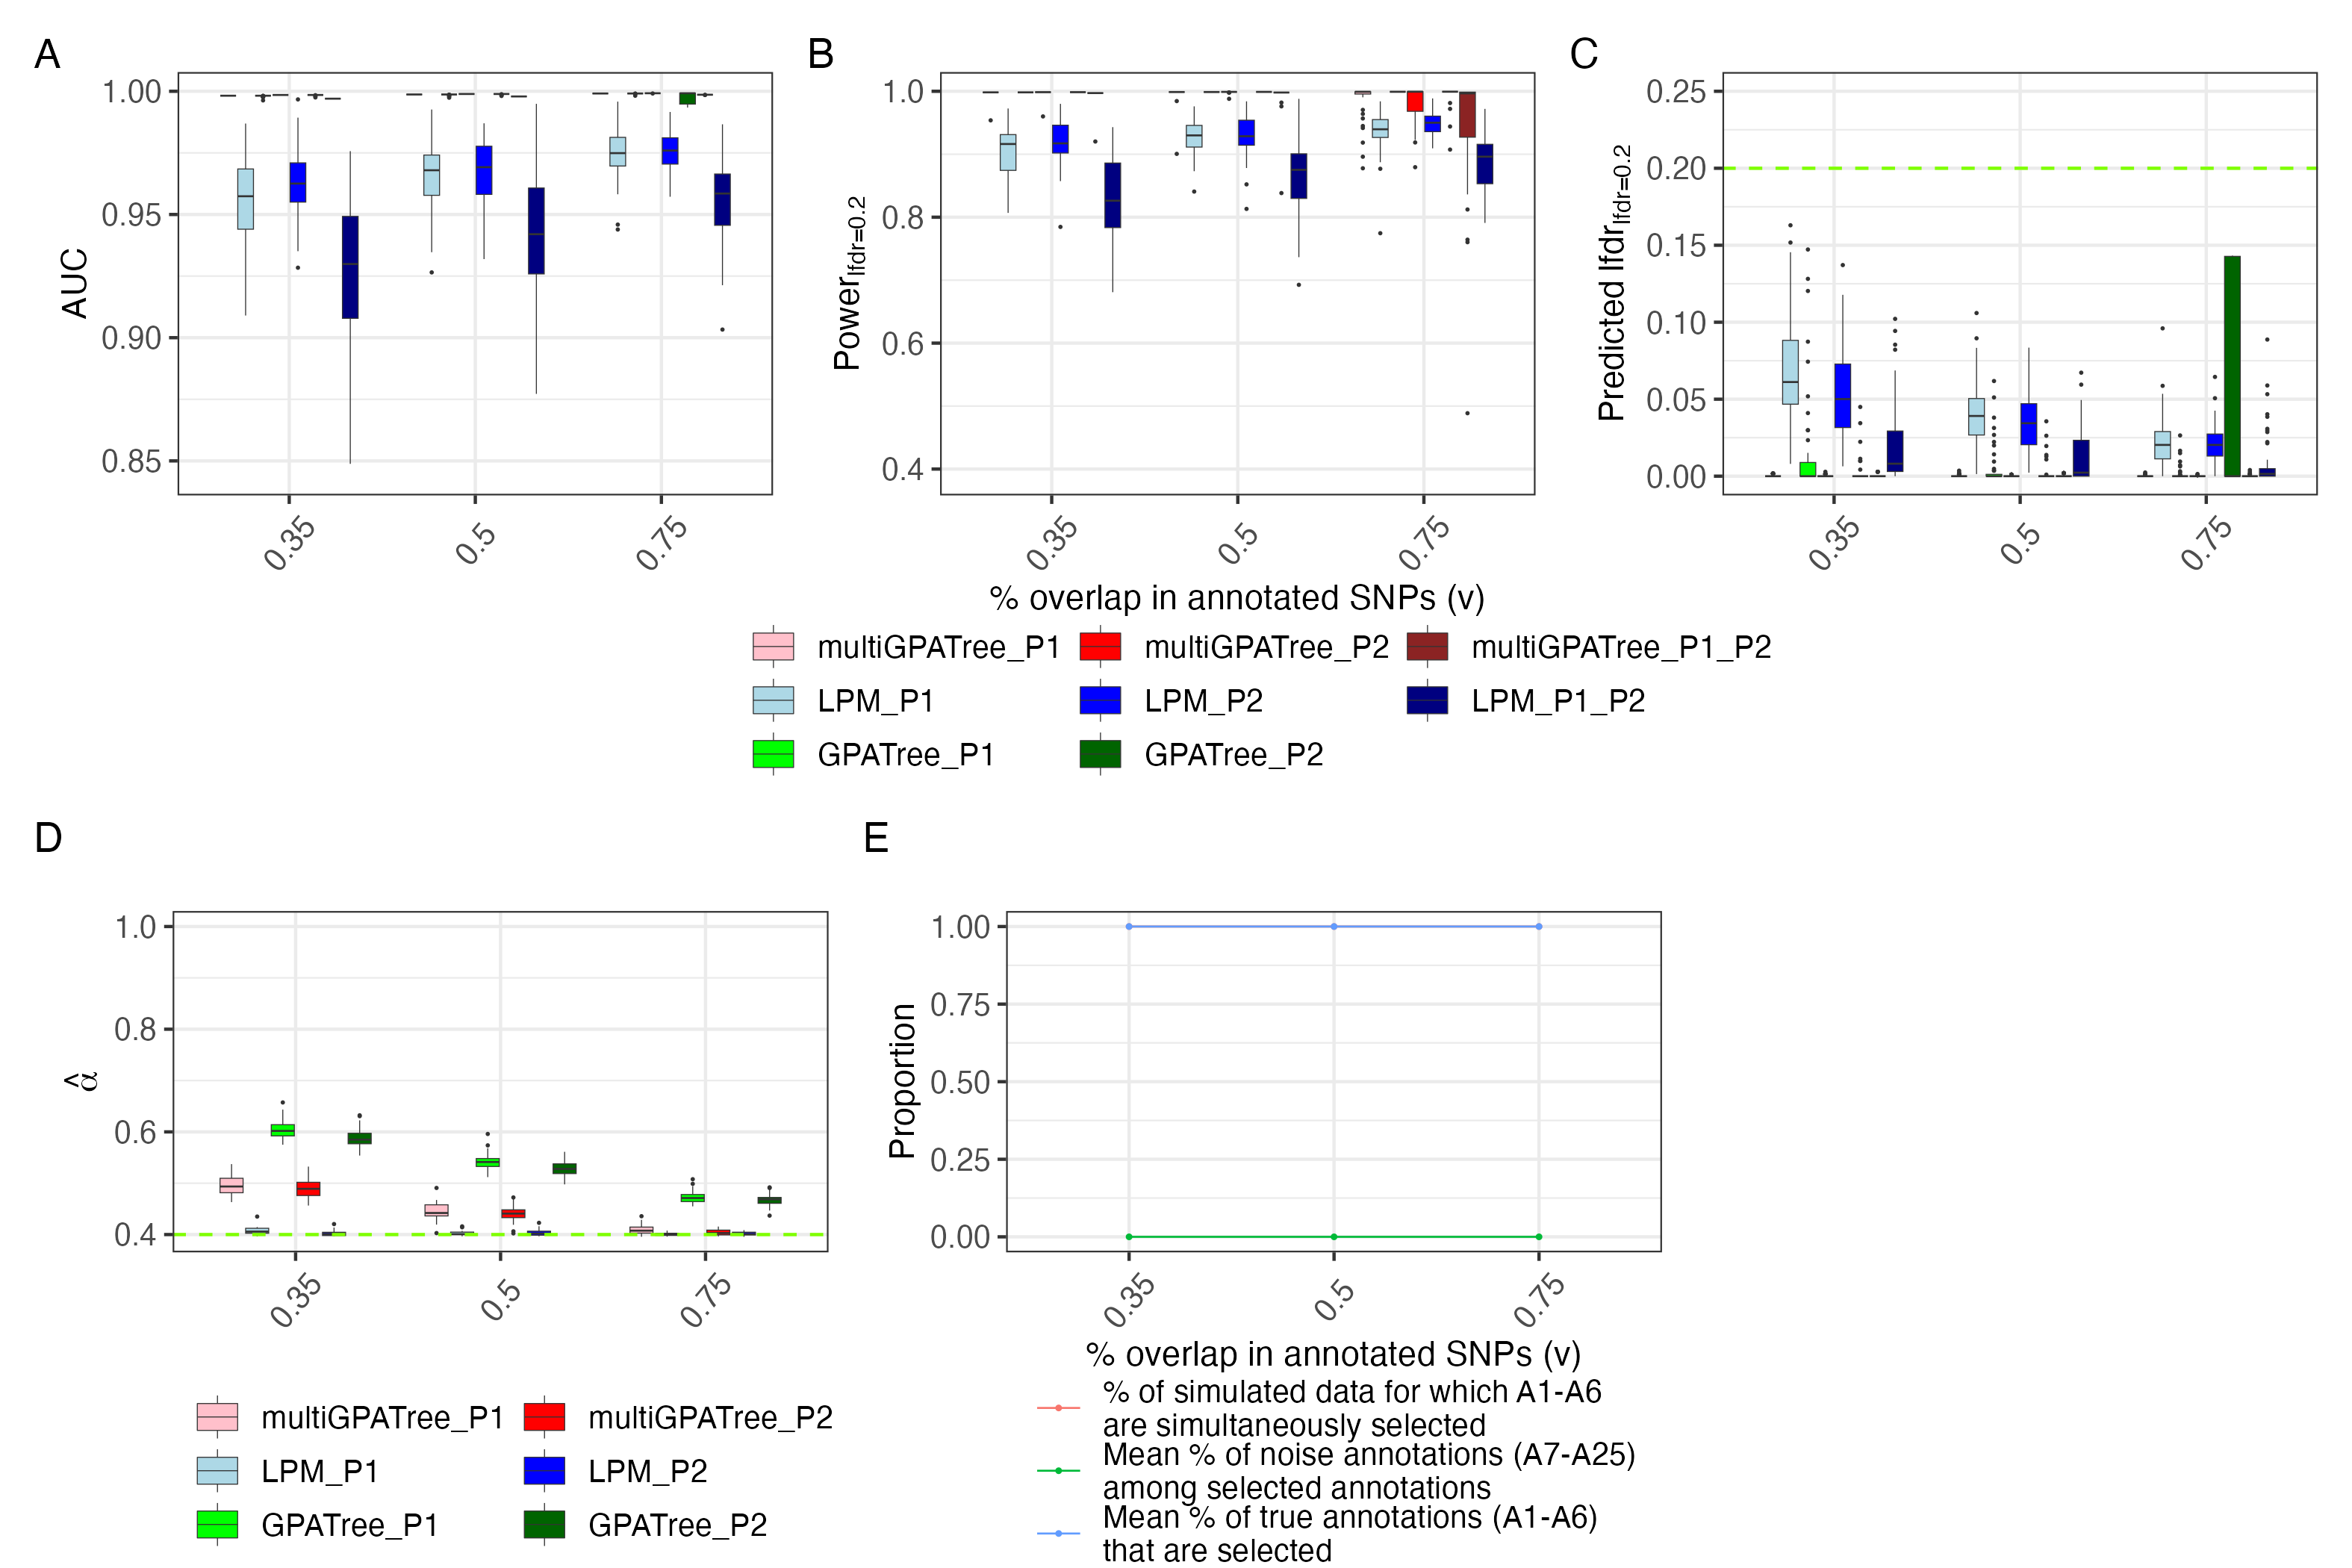 A
B
C
AUC
1.00
0.95
0.90
0.85
0.35
0.5
0.75
Powerlfdr=0.2
1.0
0.8
0.6
0.4
0.35
0.5
0.75
Predicted lfdrlfdr=0.2
0.25
0.20
0.15
0.10
0.05
0.00
0.35
0.5
0.75
% overlap in annotated SNPs (v)
multiGPATree_P1
multiGPATree_P2
multiGPATree_P1_P2
LPM_P1
LPM_P2
LPM_P1_P2
GPATree_P1
GPATree_P2
D
E
α̂
1.0
0.8
0.6
0.4
0.35
0.5
0.75
multiGPATree_P1
multiGPATree_P2
LPM_P1
LPM_P2
GPATree_P1
GPATree_P2
Proportion
1.00
0.75
0.50
0.25
0.00
0.35
0.5
0.75
% overlap in annotated SNPs (v)
% of simulated data for which A1-A6
are simultaneously selected
Mean % of noise annotations (A7-A25)
among selected annotations
Mean % of true annotations (A1-A6)
that are selected